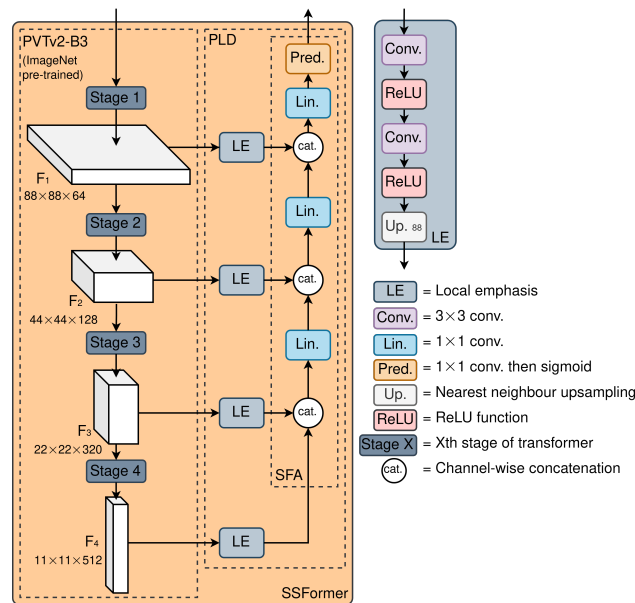 PVTv2-B3
(ImageNet
pre-trained)
Stage 1
F1
88×88×64
Stage 2
F2
44×44×128
Stage 3
F3
22×22×320
Stage 4
F4
11×11×512
PLD
LE
LE
LE
LE
Pred.
Lin.
cat.
Lin.
cat.
Lin.
cat.
SFA
SSFormer
Conv.
ReLU
Conv.
ReLU
Up. 88
LE
LE = Local emphasis
Conv. = 3×3 conv.
Lin. = 1×1 conv.
Pred. = 1×1 conv. then sigmoid
Up. = Nearest neighbour upsampling
ReLU = ReLU function
Stage X = Xth stage of transformer
cat. = Channel-wise concatenation